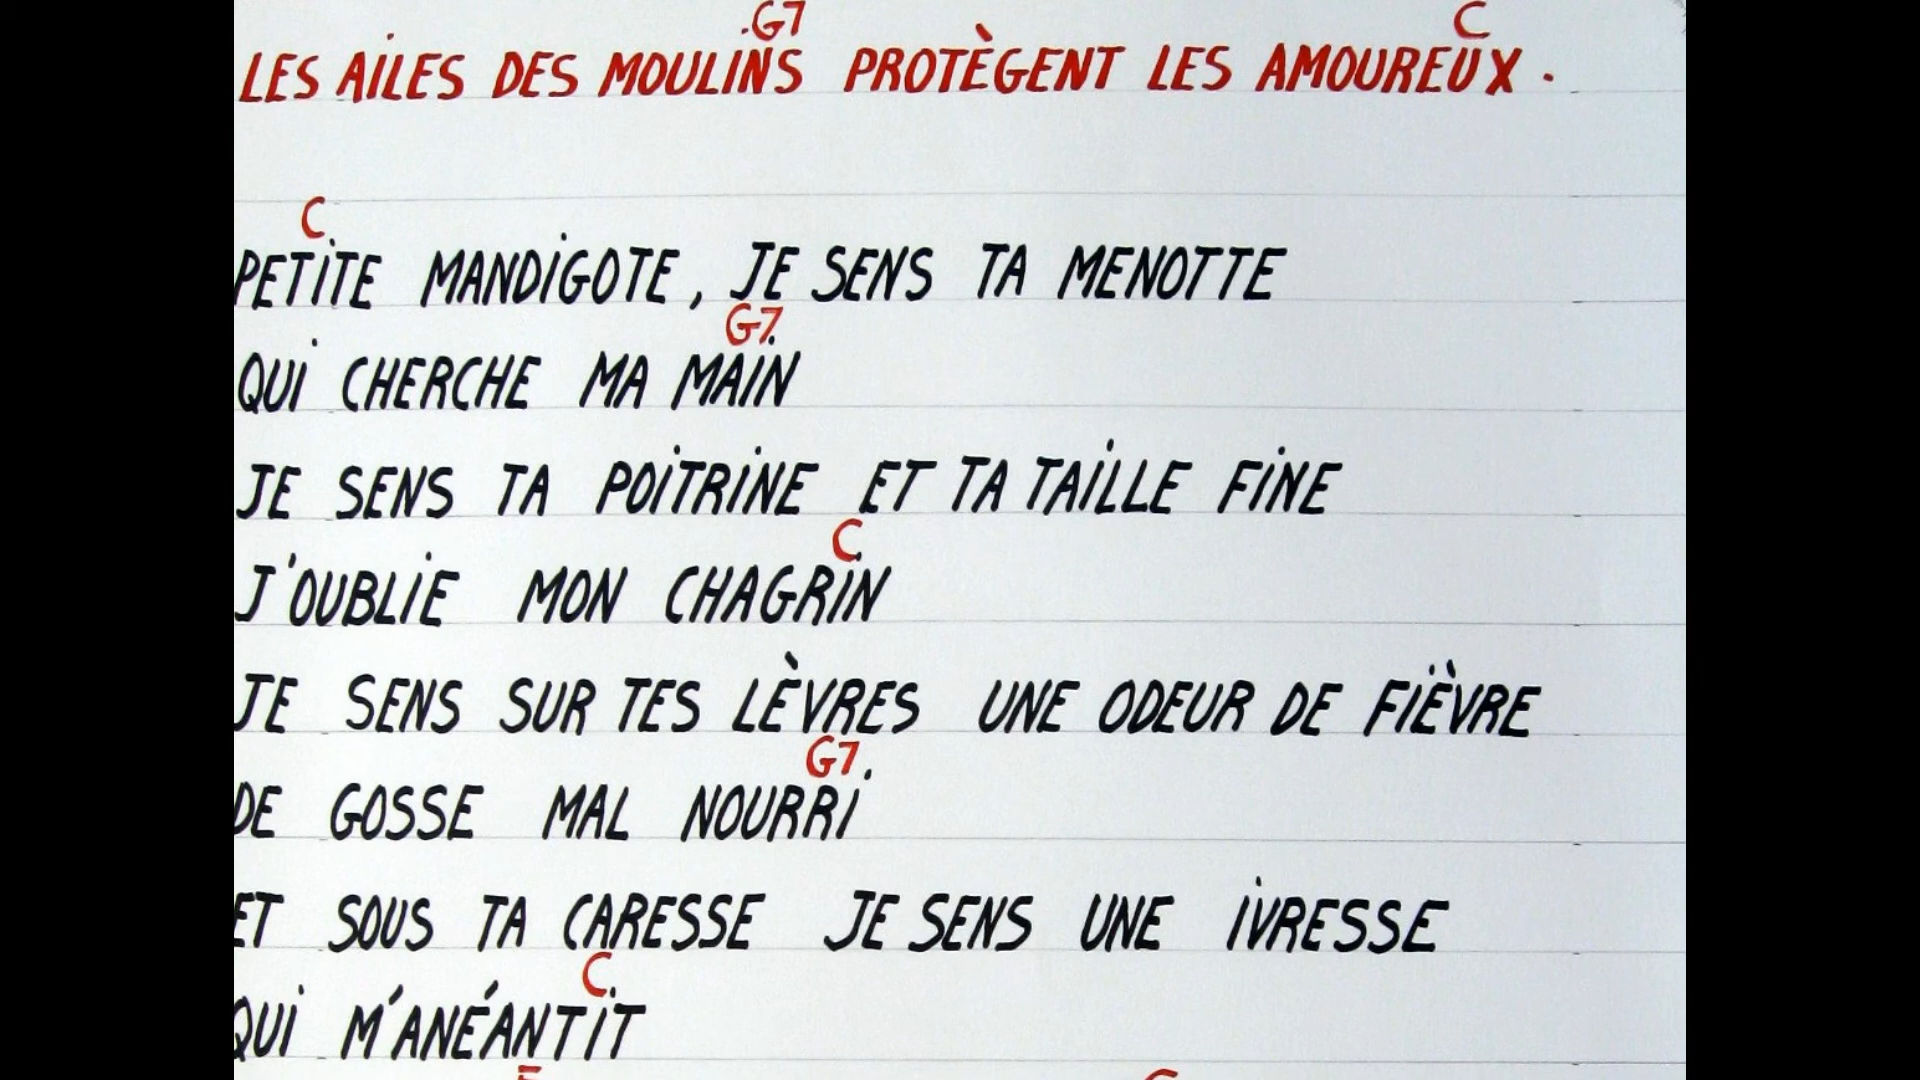 G7 C
LES AILES DES MOULINS PROTÈGENT LES AMOUREUX.
C
PETITE MANDIGOTE, JE SENS TA MENOTTE
G7
QUI CHERCHE MA MAIN
JE SENS TA POITRINE ET TA TAILLE FINE
C
J'OUBLIE MON CHAGRIN
JE SENS SUR TES LÈVRES UNE ODEUR DE FIÈVRE
G7
DE GOSSE MAL NOURRI
ET SOUS TA CARESSE JE SENS UNE IVRESSE
C
QUI M'ANÉANTIT